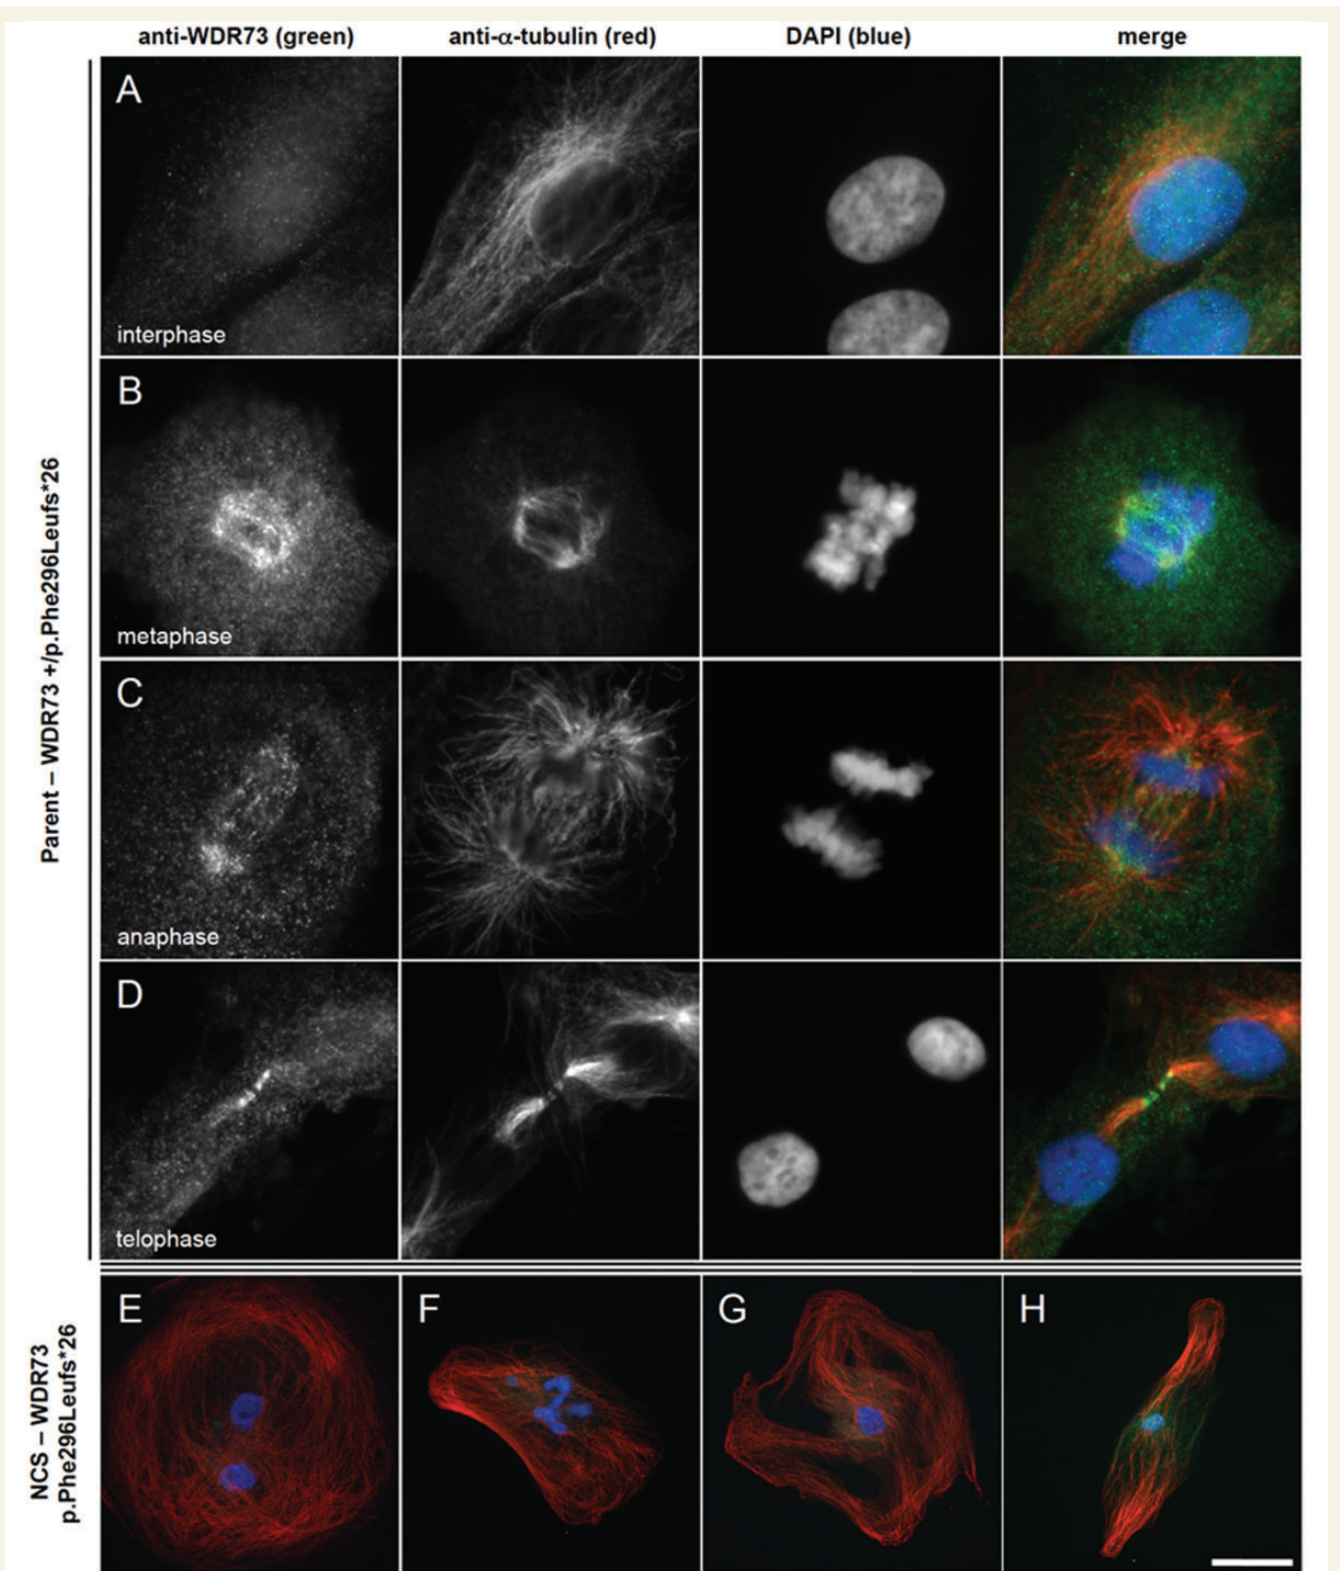 anti-WDR73 (green) anti-α-tubulin (red) DAPI (blue) merge
Parent – WDR73 +/p.Phe296Leufs*26
A
interphase
B
metaphase
C
anaphase
D
telophase
NCS – WDR73
p.Phe296Leufs*26
E F G H